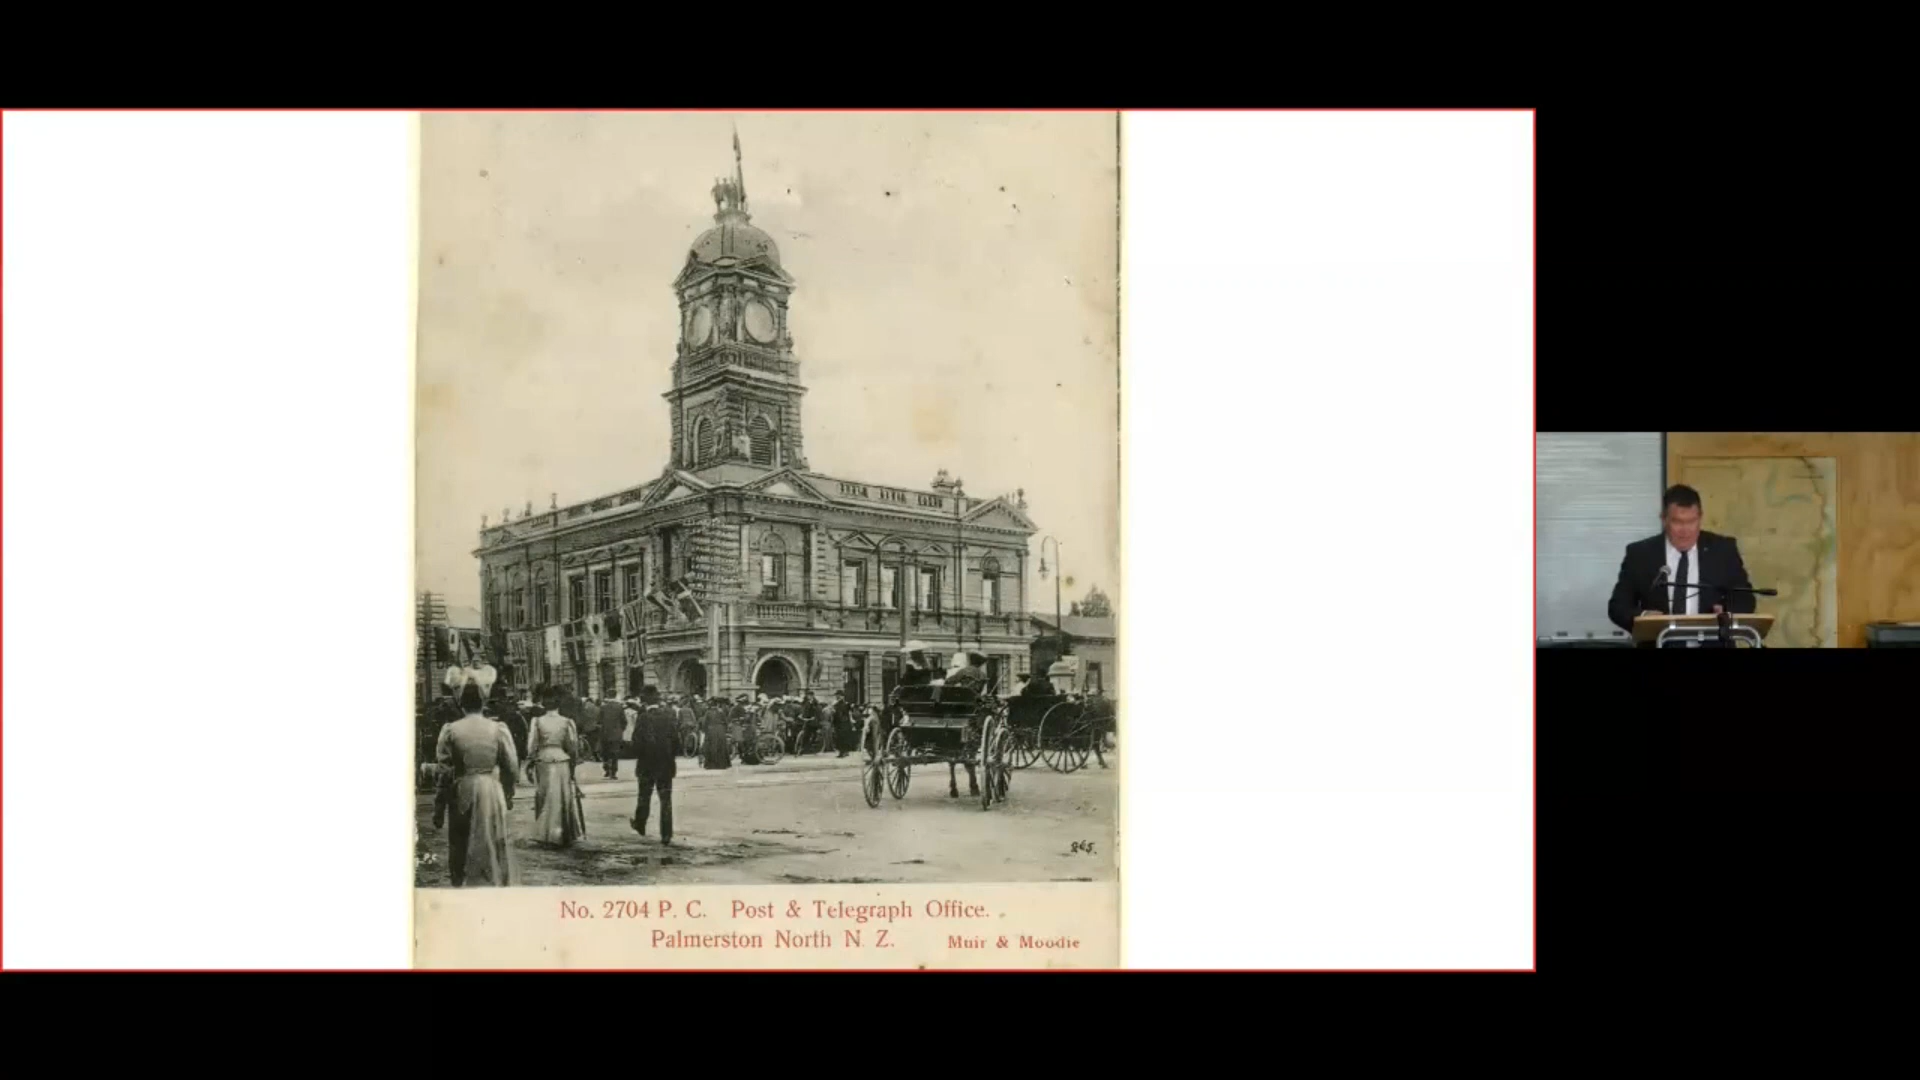 265.
No. 2704 P. C. Post & Telegraph Office.
Palmerston North N. Z. Muir & Moodie